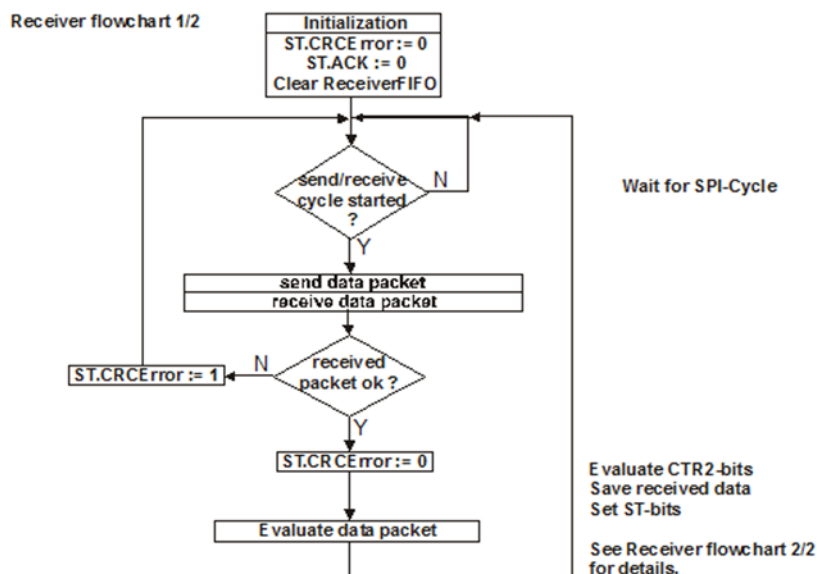 Receiver flowchart 1/2
Initialization
ST.CRCError := 0
ST.ACK := 0
Clear ReceiverFIFO
send/receive
cycle started
?
N
Wait for SPI-Cycle
Y
send data packet
receive data packet
received
packet ok ?
N
ST.CRCError := 1
Y
ST.CRCError := 0
Evaluate data packet
Evaluate CTR2-bits
Save received data
Set ST-bits
See Receiver flowchart 2/2
for details.